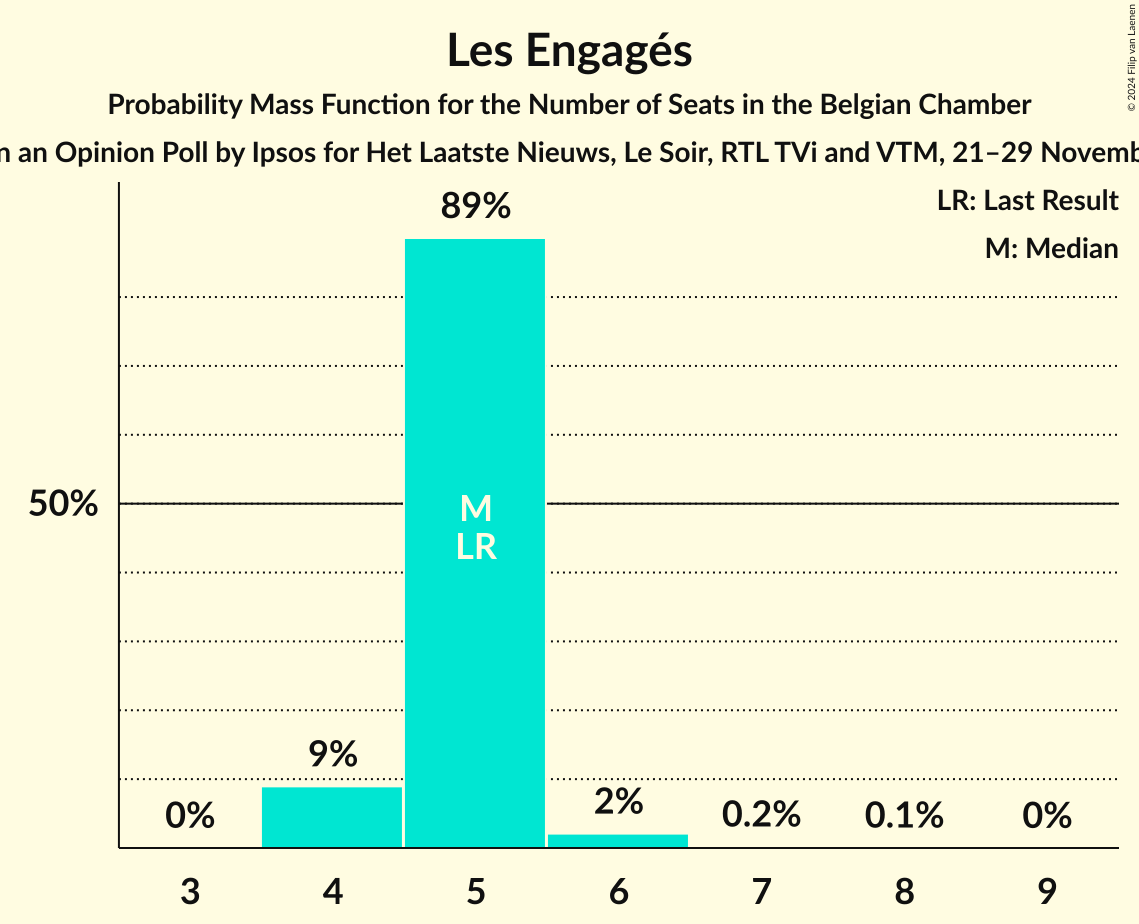 Les Engagés
Probability Mass Function for the Number of Seats in the Belgian Chamber
an Opinion Poll by Ipsos for Het Laatste Nieuws, Le Soir, RTL TVi and VTM, 21–29
© 2024 Filip van Laenen
LR: Last Result
M: Median
89%
50%
M
LR
9%
2%
0%
0.2%
0.1%
0%
3 4 5 6 7 8 9